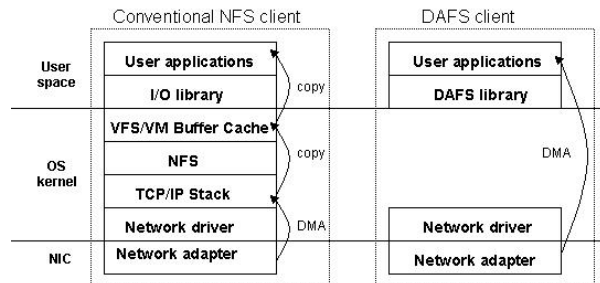 Conventional NFS client
DAFS client
User space
User applications
copy
User applications
I/O library
DAFS library
OS kernel
VFS/VM Buffer Cache
copy
DMA
NFS
TCP/IP Stack
DMA
Network driver
Network driver
NIC
Network adapter
Network adapter